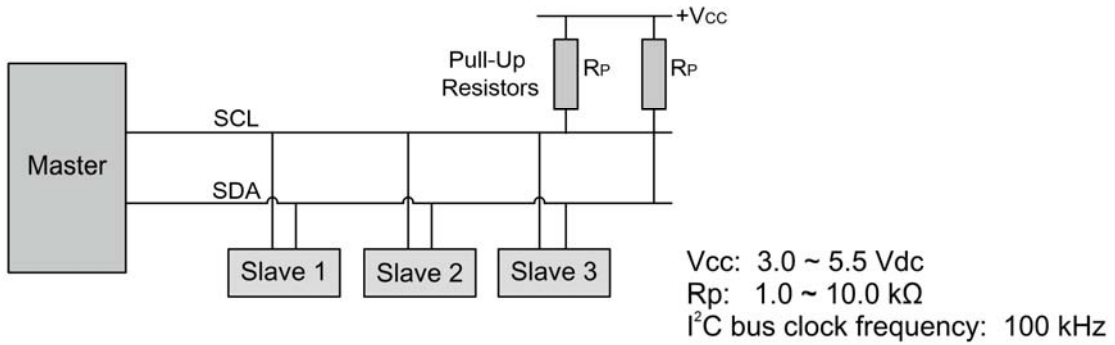 +Vcc
Pull-Up
Resistors
RP
RP
SCL
Master
SDA
Slave 1
Slave 2
Slave 3
Vcc: 3.0 ~ 5.5 Vdc
Rp: 1.0 ~ 10.0 kΩ
I²C bus clock frequency: 100 kHz